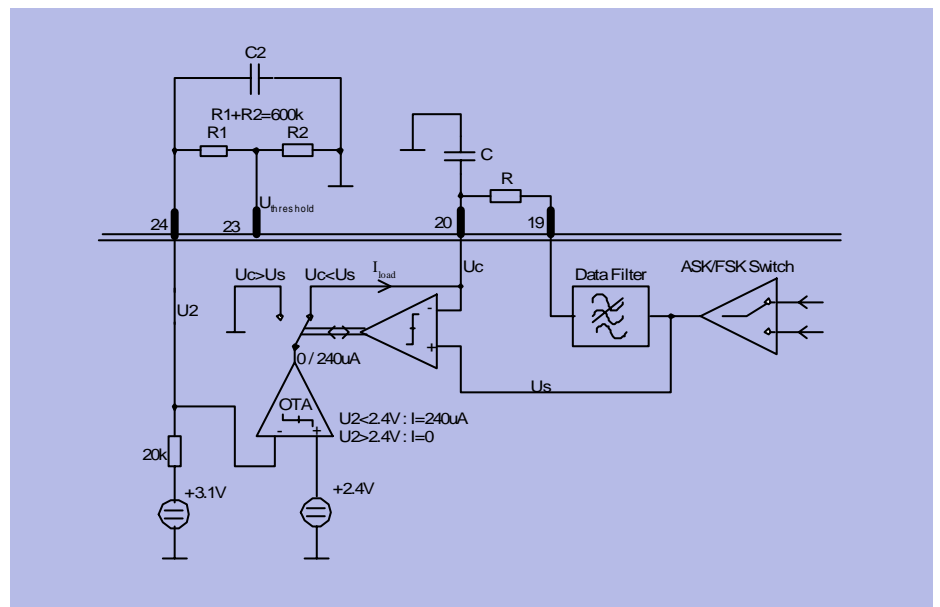 C2
R1+R2=600k
R1
R2
C
R
Uthreshold
24
23
20
19
Uc>Us
Uc<Us
Iload
Uc
Data Filter
ASK/FSK Switch
U2
-
+
0 / 240uA
Us
OTA
- +
U2<2.4V : I=240uA
U2>2.4V : I=0
20k
+3.1V
+2.4V